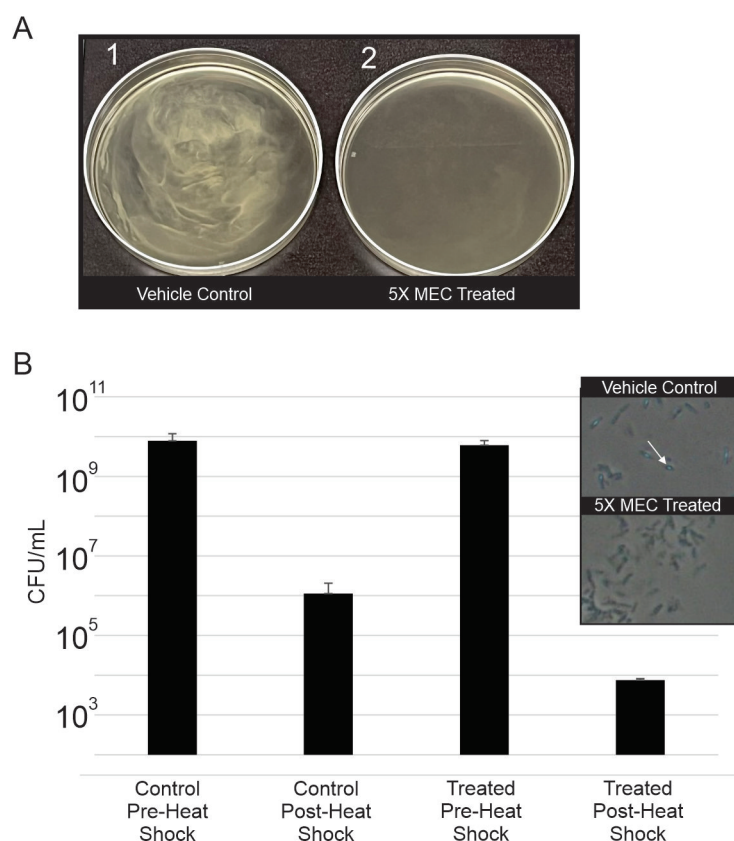 A
1
2
Vehicle Control
5X MEC Treated
B
CFU/mL
10^11
10^9
10^7
10^5
10^3
Vehicle Control
5X MEC Treated
Control
Pre-Heat
Shock
Control
Post-Heat
Shock
Treated
Pre-Heat
Shock
Treated
Post-Heat
Shock